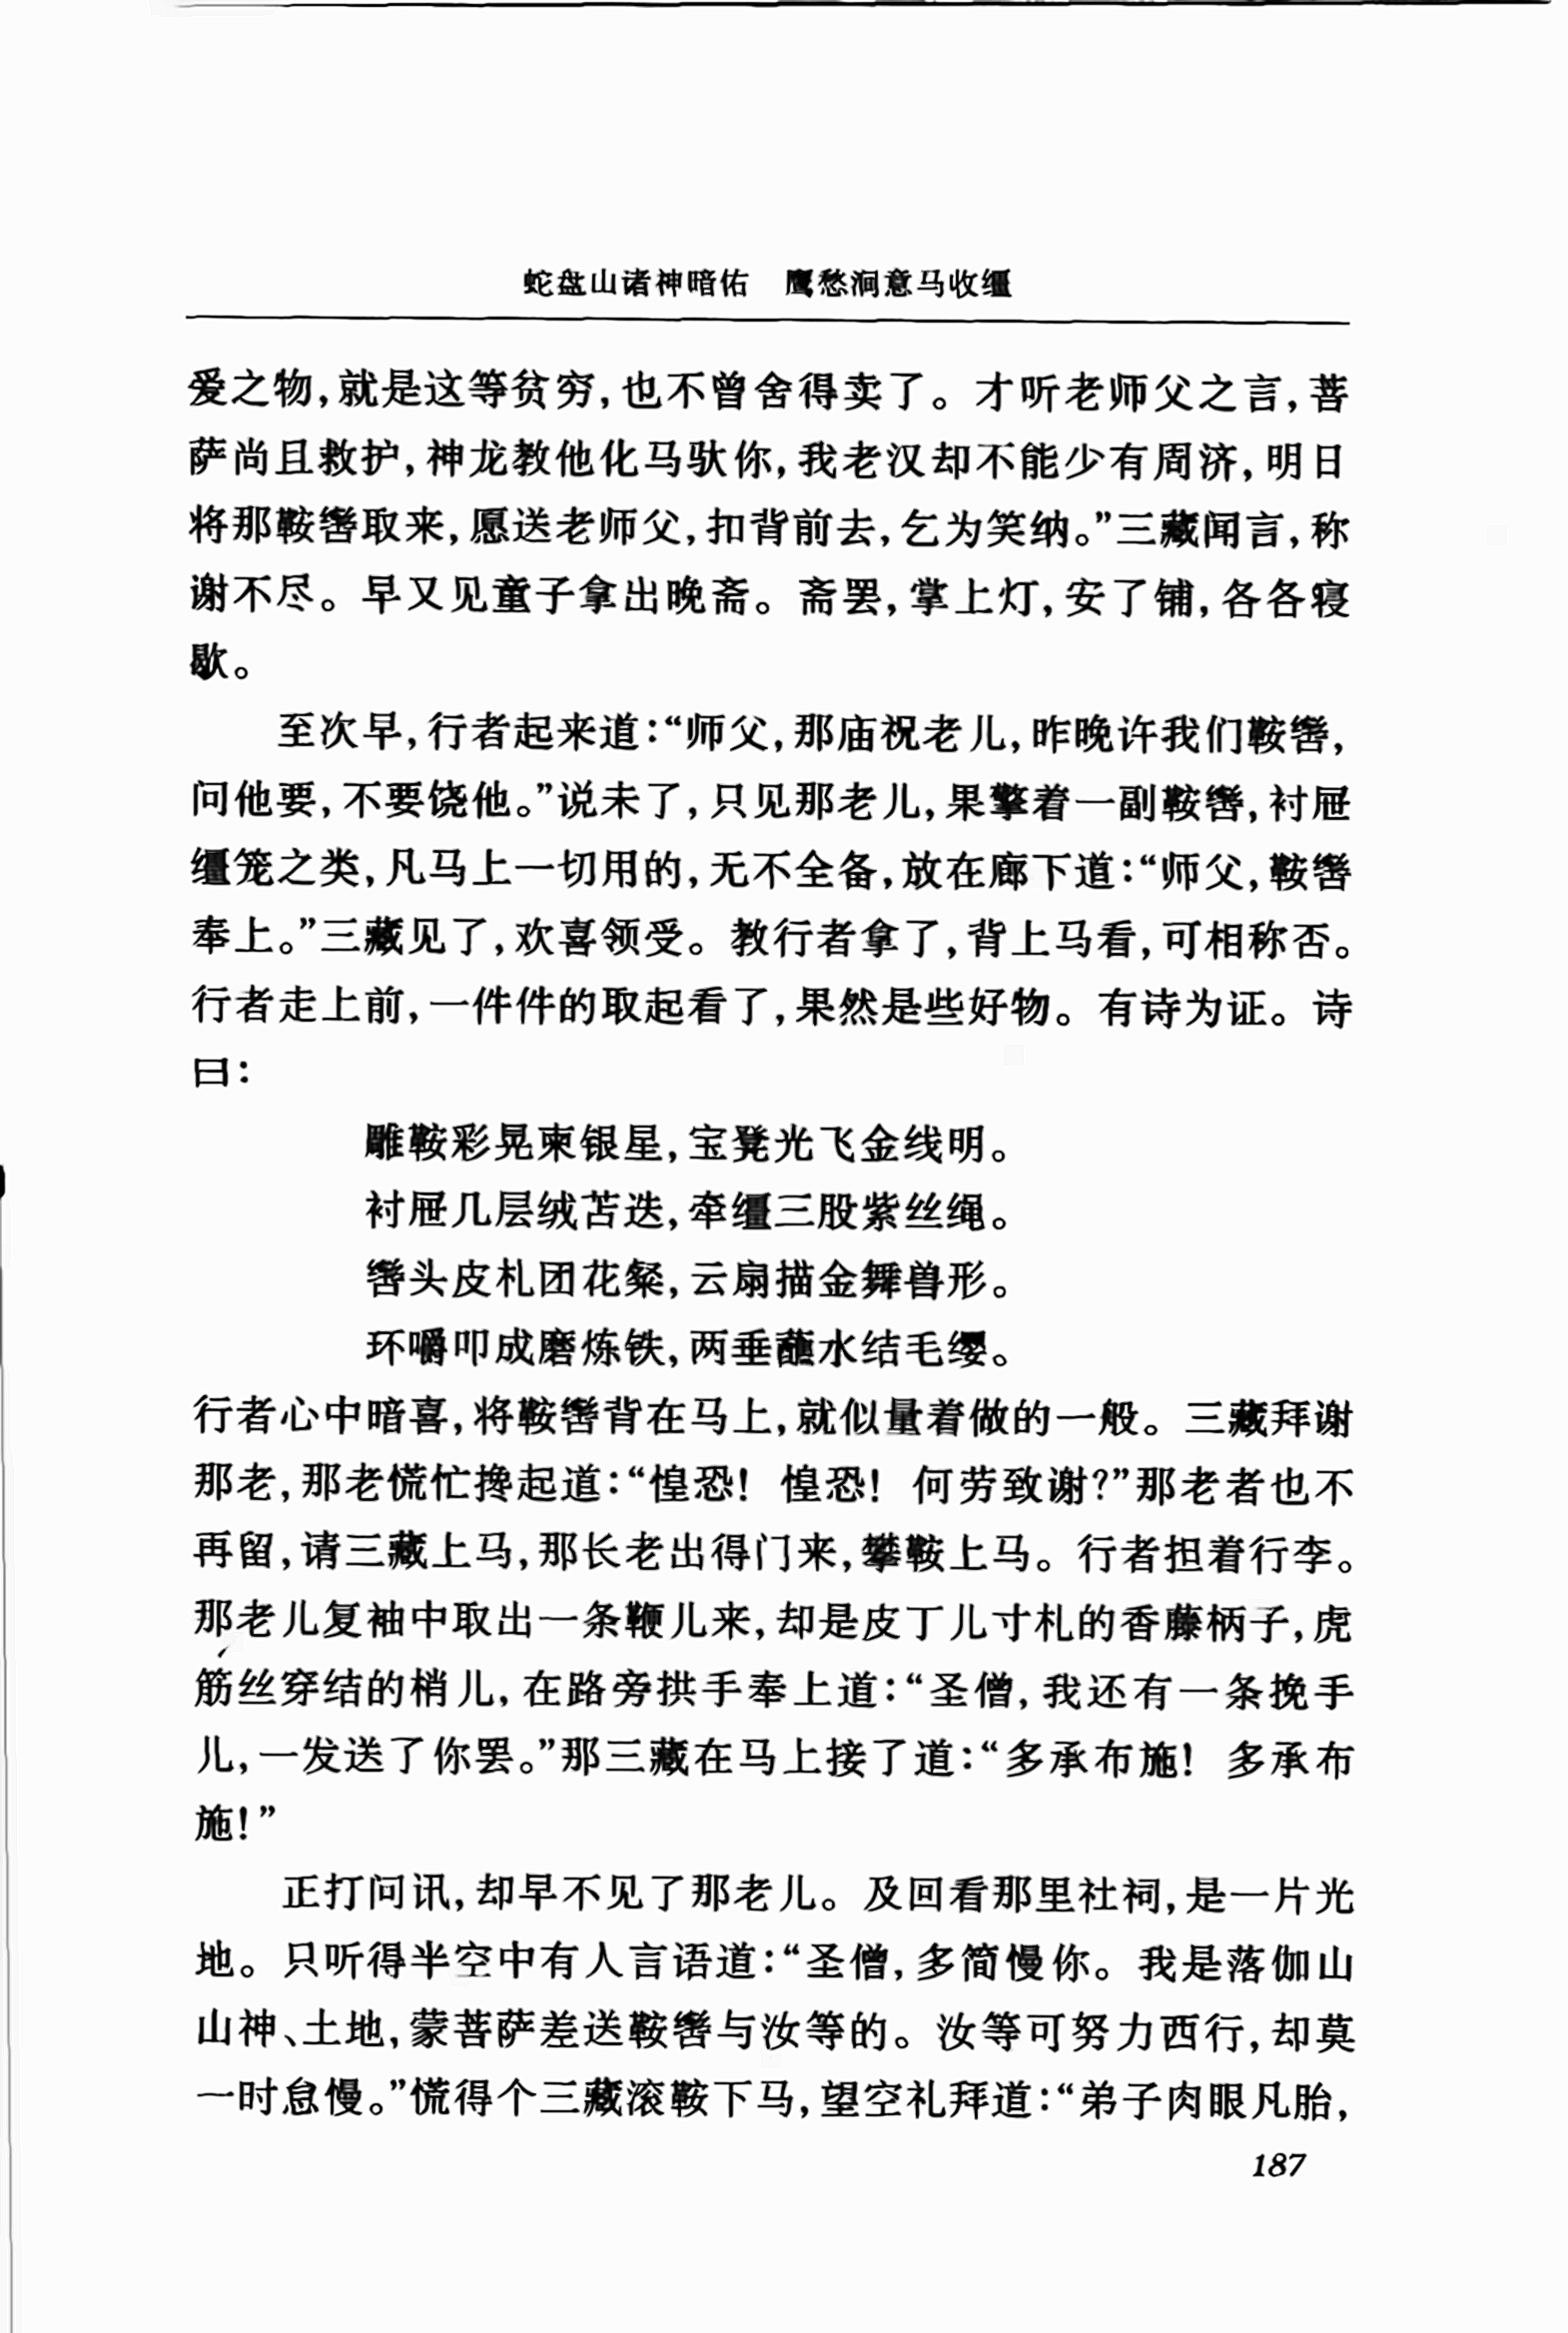 蛇盘山诸神暗佑　鹰愁涧意马收缰
爱之物,就是这等贫穷,也不曾舍得卖了。才听老师父之言,菩
萨尚且救护,神龙教他化马驮你,我老汉却不能少有周济,明日
将那鞍辔取来,愿送老师父,扣背前去,乞为笑纳。”三藏闻言,称
谢不尽。早又见童子拿出晚斋。斋罢,掌上灯,安了铺,各各寝
歇。
至次早,行者起来道:“师父,那庙祝老儿,昨晚许我们鞍辔,
问他要,不要饶他。”说未了,只见那老儿,果擎着一副鞍辔,衬屉
缰笼之类,凡马上一切用的,无不全备,放在廊下道:“师父,鞍辔
奉上。”三藏见了,欢喜领受。教行者拿了,背上马看,可相称否。
行者走上前,一件件的取起看了,果然是些好物。有诗为证。诗
曰:
雕鞍彩晃柬银星,宝凳光飞金线明。
衬屉几层绒苫迭,牵缰三股紫丝绳。
辔头皮札团花粲,云扇描金舞兽形。
环嚼叩成磨炼铁,两垂蘸水结毛缨。
行者心中暗喜,将鞍辔背在马上,就似量着做的一般。三藏拜谢
那老,那老慌忙搀起道:“惶恐! 惶恐! 何劳致谢?”那老者也不
再留,请三藏上马,那长老出得门来,攀鞍上马。行者担着行李。
那老儿复袖中取出一条鞭儿来,却是皮丁儿寸札的香藤柄子,虎
筋丝穿结的梢儿,在路旁拱手奉上道:“圣僧,我还有一条挽手
儿,一发送了你罢。”那三藏在马上接了道:“多承布施! 多承布
施!”
正打问讯,却早不见了那老儿。及回看那里社祠,是一片光
地。只听得半空中有人言语道:“圣僧,多简慢你。我是落伽山
山神、土地,蒙菩萨差送鞍辔与汝等的。汝等可努力西行,却莫
一时怠慢。”慌得个三藏滚鞍下马,望空礼拜道:“弟子肉眼凡胎,
187